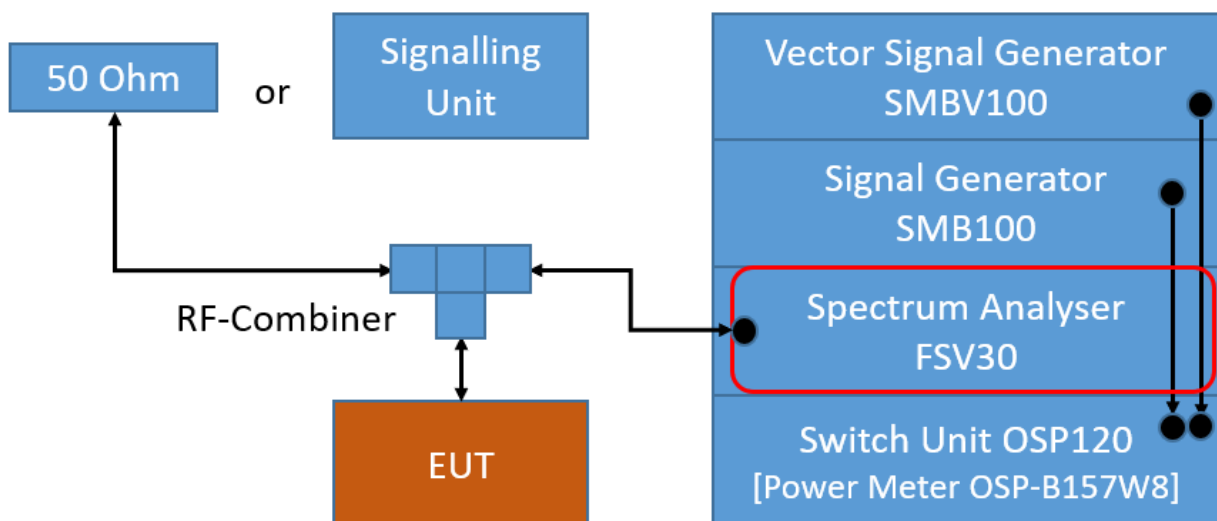 50 Ohm
or
Signalling
Unit
Vector Signal Generator
SMBV100
Signal Generator
SMB100
RF-Combiner
Spectrum Analyser
FSV30
EUT
Switch Unit OSP120
[Power Meter OSP-B157W8]